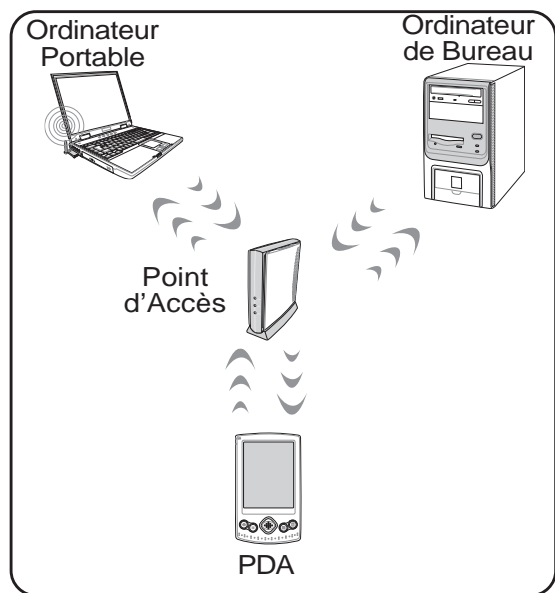 Ordinateur
Portable
Ordinateur
de Bureau
Point
d'Accès
PDA